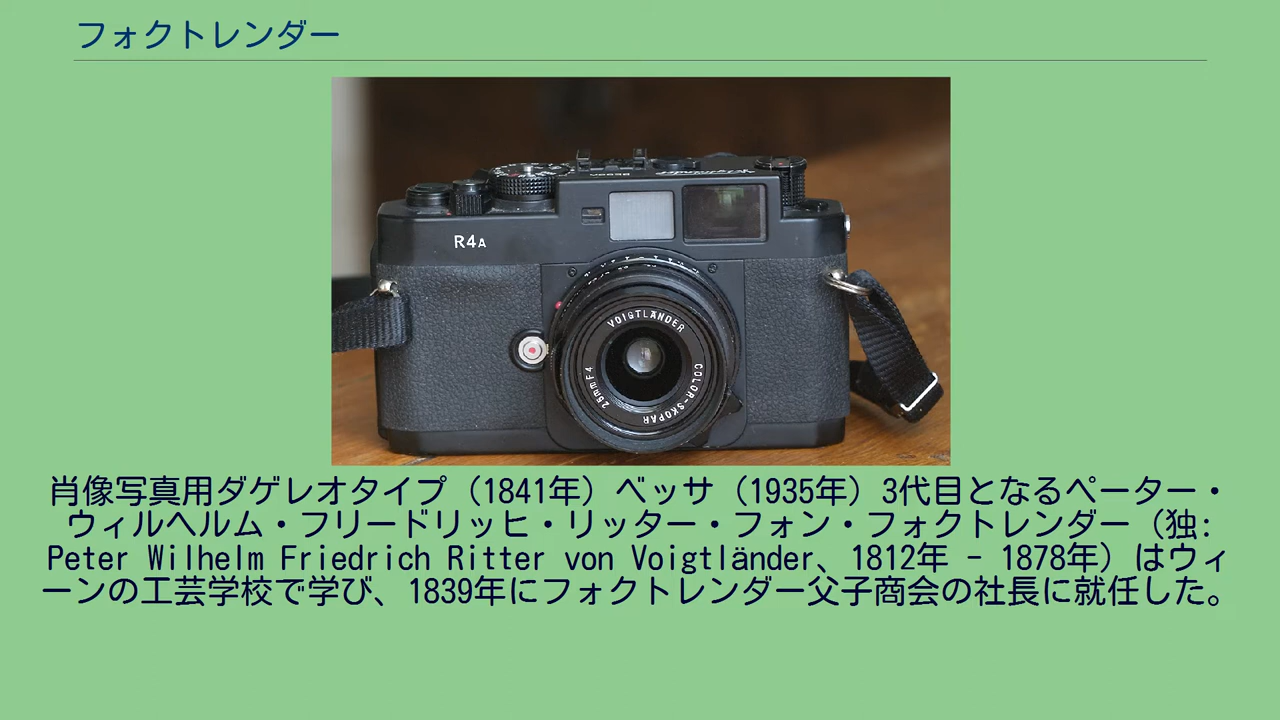 フォクトレンダー
R4A
VOIGTLÄNDER
COLOR-SKOPAR
25mm F4
肖像写真用ダゲレオタイプ（1841年）ベッサ（1935年）3代目となるペーター・
ウィルヘルム・フリードリッヒ・リッター・フォン・フォクトレンダー（独:
Peter Wilhelm Friedrich Ritter von Voigtländer、1812年 - 1878年）はウィ
ーンの工芸学校で学び、1839年にフォクトレンダー父子商会の社長に就任した。